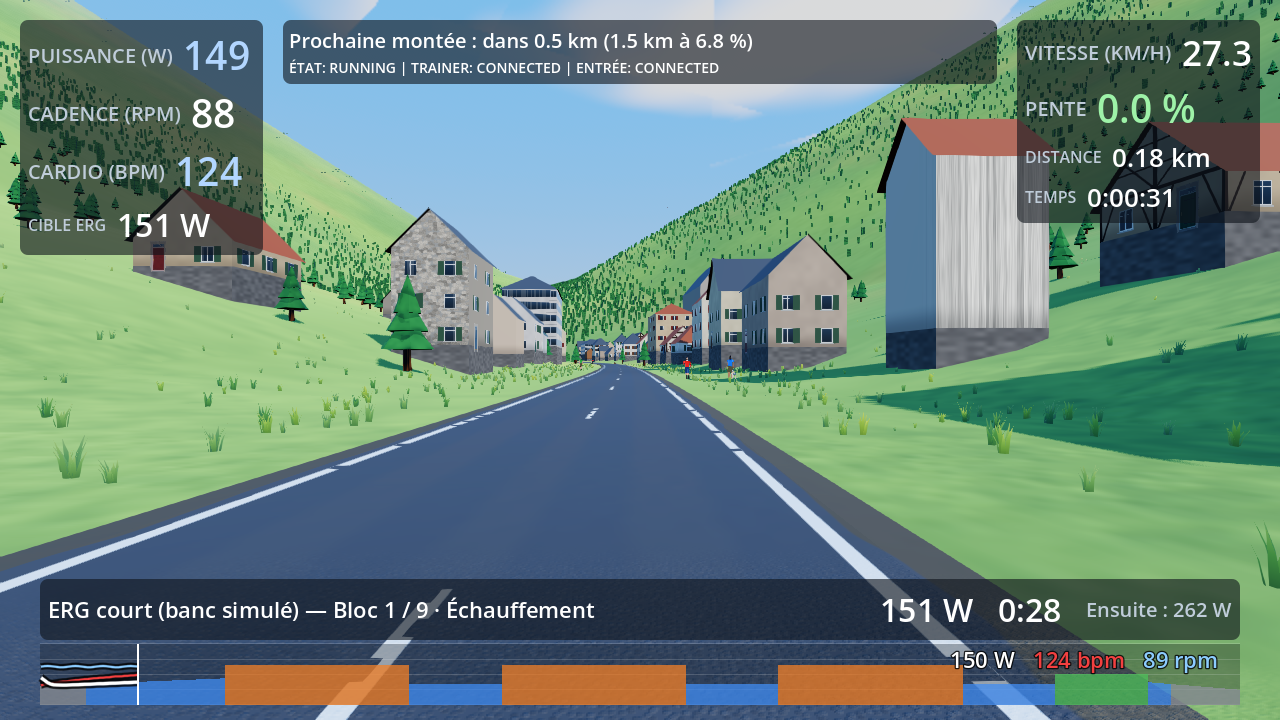 PUISSANCE (W) 149
CADENCE (RPM) 88
CARDIO (BPM) 124
CIBLE ERG 151 W
Prochaine montée : dans 0.5 km (1.5 km à 6.8 %)
ÉTAT: RUNNING | TRAINER: CONNECTED | ENTRÉE: CONNECTED
VITESSE (KM/H) 27.3
PENTE 0.0 %
DISTANCE 0.18 km
TEMPS 0:00:31
ERG court (banc simulé) — Bloc 1 / 9 · Échauffement 151 W 0:28 Ensuite : 262 W
150 W 124 bpm 89 rpm